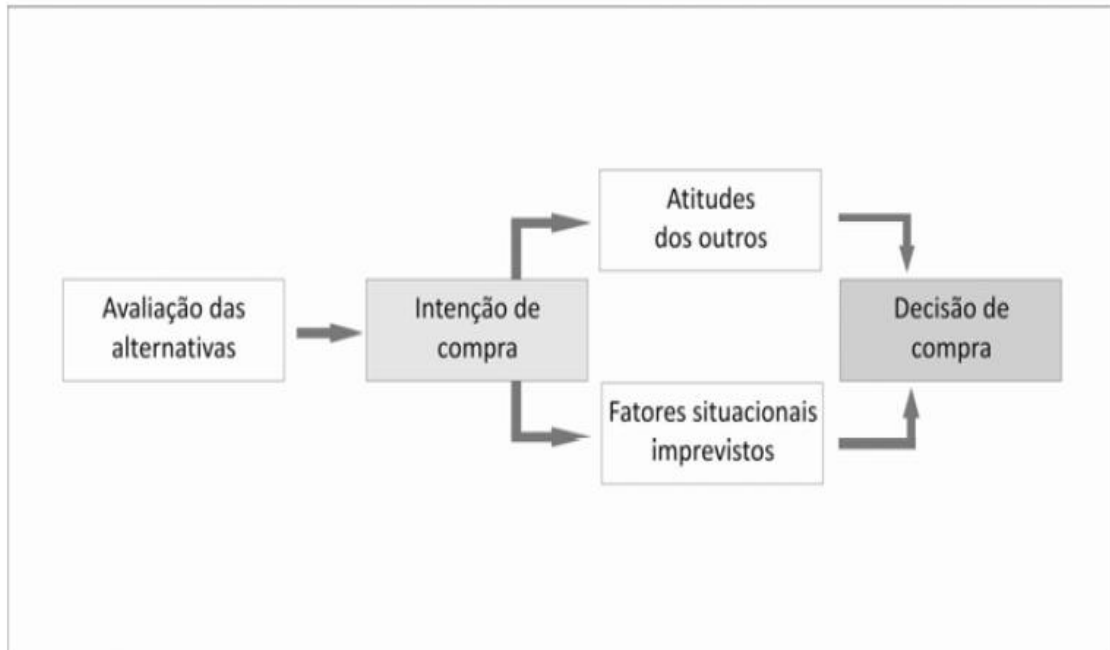 Avaliação das
alternativas
Intenção de
compra
Atitudes
dos outros
Fatores situacionais
imprevistos
Decisão de
compra